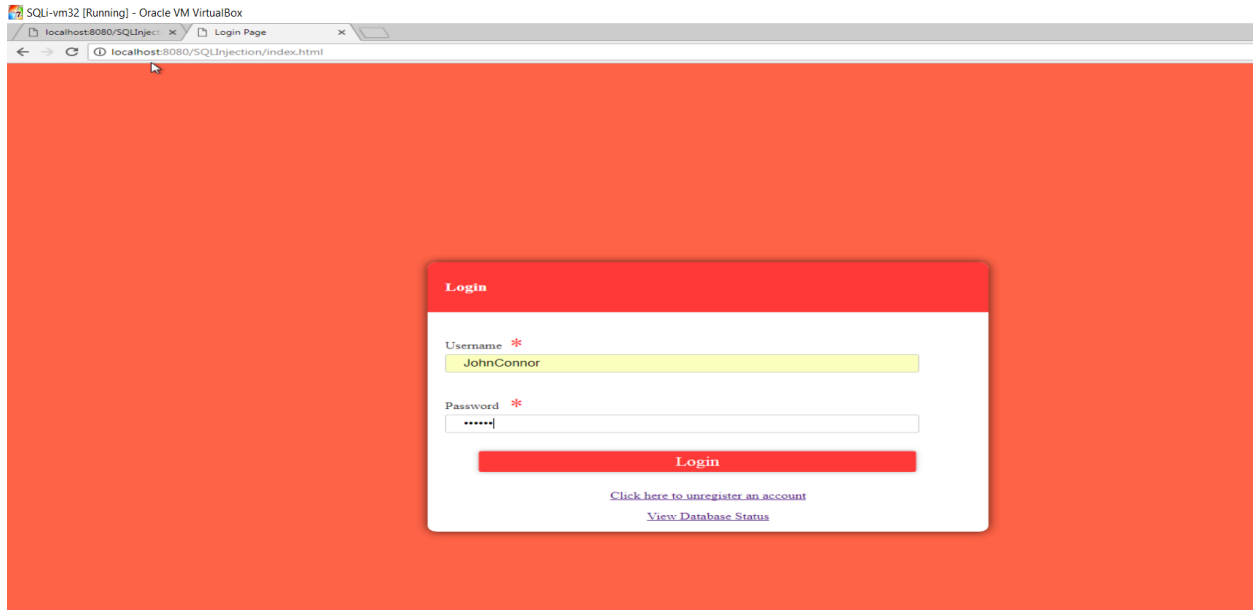 SQLi-vm32 [Running] - Oracle VM VirtualBox
localhost:8080/SQLInject Login Page
localhost:8080/SQLInjection/index.html
Login
Username *
JohnConnor
Password *
••••••
Login
Click here to unregister an account
View Database Status